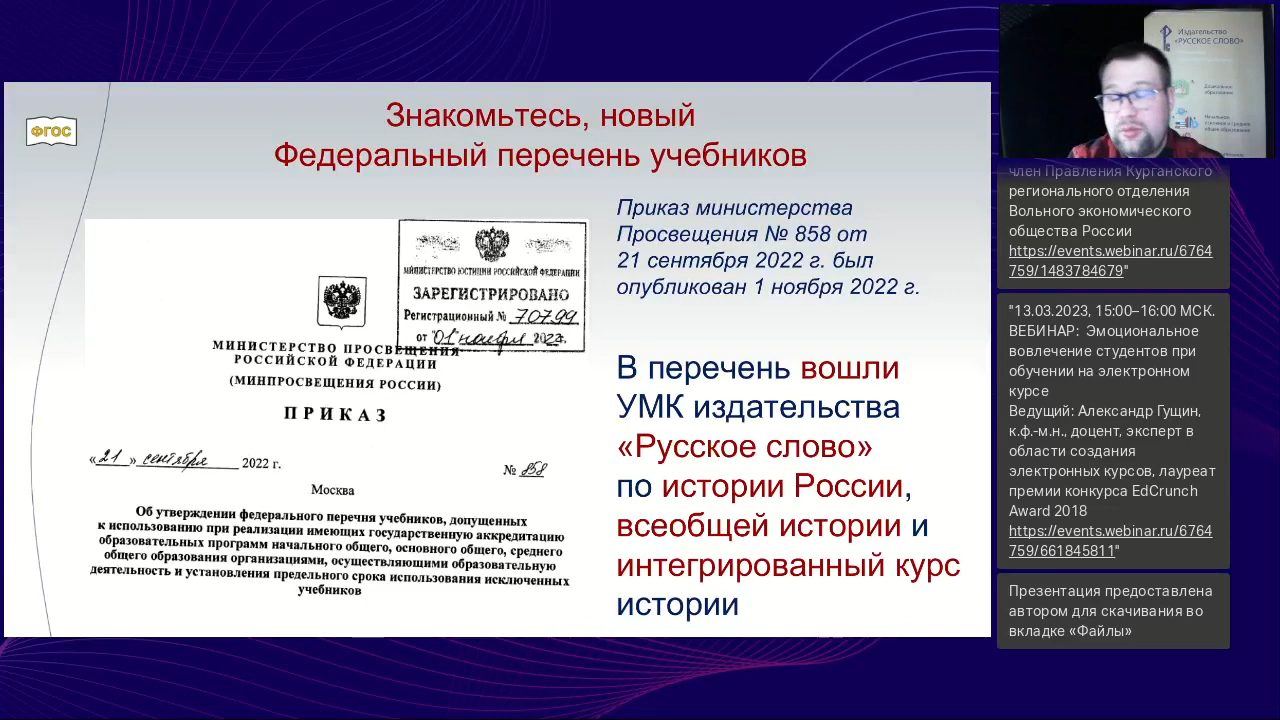 Знакомьтесь, новый
Федеральный перечень учебников
ФГОС
Приказ министерства
Просвещения № 858 от
21 сентября 2022 г. был
опубликован 1 ноября 2022 г.
МИНИСТЕРСТВО ЮСТИЦИИ РОССИЙСКОЙ ФЕДЕРАЦИИ
ЗАРЕГИСТРИРОВАНО
Регистрационный № 70799
от "01" ноября 2022г.
МИНИСТЕРСТВО ПРОСВЕЩЕНИЯ
РОССИЙСКОЙ ФЕДЕРАЦИИ
(МИНПРОСВЕЩЕНИЯ РОССИИ)
ПРИКАЗ
«21» сентября 2022 г.
№ 858
Москва
Об утверждении федерального перечня учебников, допущенных
к использованию при реализации имеющих государственную аккредитацию
образовательных программ начального общего, основного общего, среднего
общего образования организациями, осуществляющими образовательную
деятельность и установления предельного срока использования исключенных
учебников
В перечень вошли
УМК издательства
«Русское слово»
по истории России,
всеобщей истории и
интегрированный курс
истории
Издательство
«РУССКОЕ СЛОВО»
Дошкольное
образование
член Правления Курганского
регионального отделения
Вольного экономического
общества России
https://events.webinar.ru/6764
759/1483784679"
"13.03.2023, 15:00–16:00 МСК.
ВЕБИНАР: Эмоциональное
вовлечение студентов при
обучении на электронном
курсе
Ведущий: Александр Гущин,
к.ф.-м.н., доцент, эксперт в
области создания
электронных курсов, лауреат
премии конкурса EdCrunch
Award 2018
https://events.webinar.ru/6764
759/661845811"
Презентация предоставлена
автором для скачивания во
вкладке «Файлы»